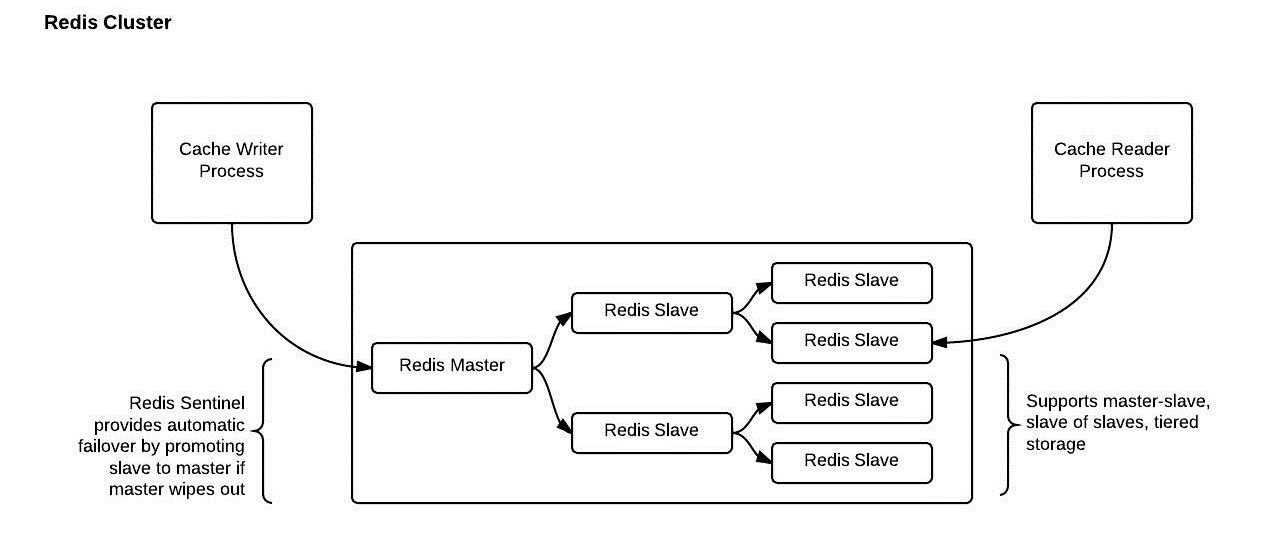 Redis Cluster
Cache Writer
Process
Cache Reader
Process
Redis Slave
Redis Slave
Redis Slave
Redis Master
Redis Slave
Redis Slave
Redis Slave
Redis Sentinel
provides automatic
failover by promoting
slave to master if
master wipes out
Supports master-slave,
slave of slaves, tiered
storage